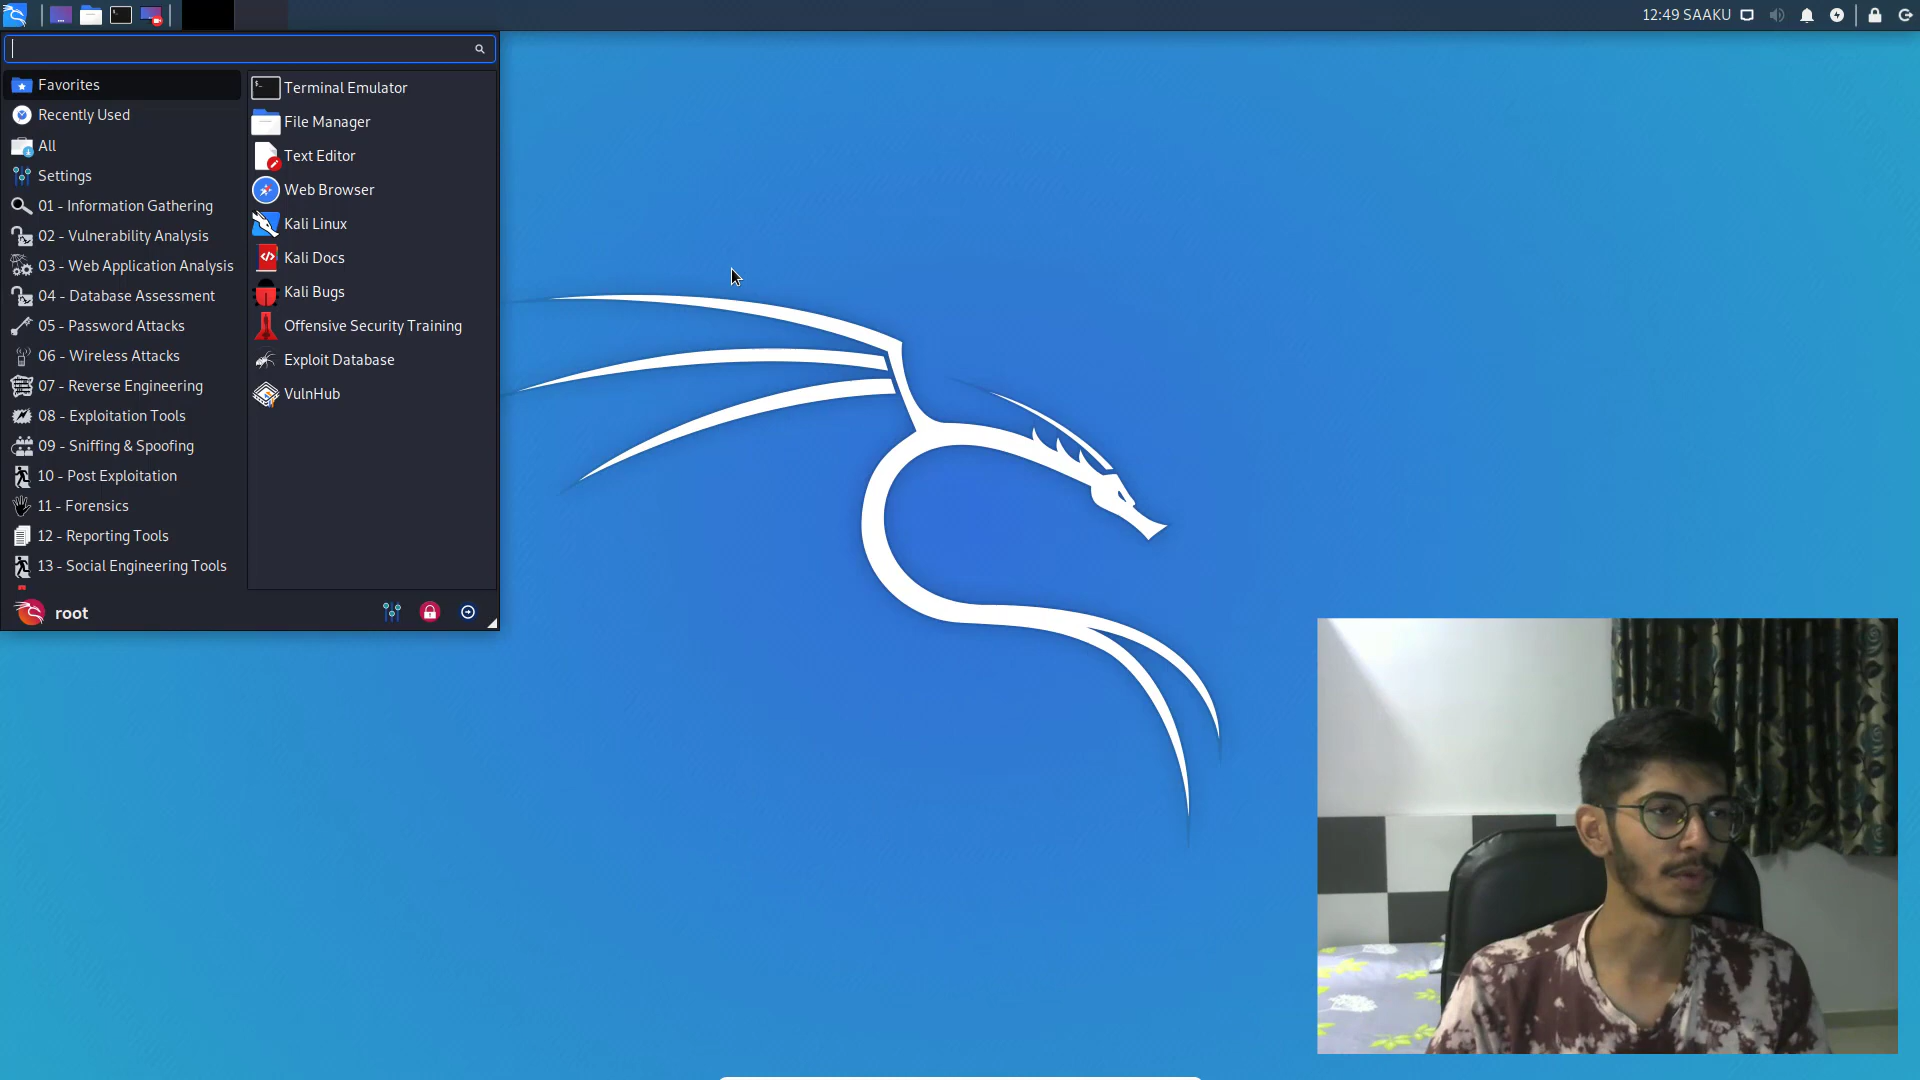 12:49 SAAKU
Favorites
Recently Used
All
Settings
01 - Information Gathering
02 - Vulnerability Analysis
03 - Web Application Analysis
04 - Database Assessment
05 - Password Attacks
06 - Wireless Attacks
07 - Reverse Engineering
08 - Exploitation Tools
09 - Sniffing & Spoofing
10 - Post Exploitation
11 - Forensics
12 - Reporting Tools
13 - Social Engineering Tools
Terminal Emulator
File Manager
Text Editor
Web Browser
Kali Linux
Kali Docs
Kali Bugs
Offensive Security Training
Exploit Database
VulnHub
root